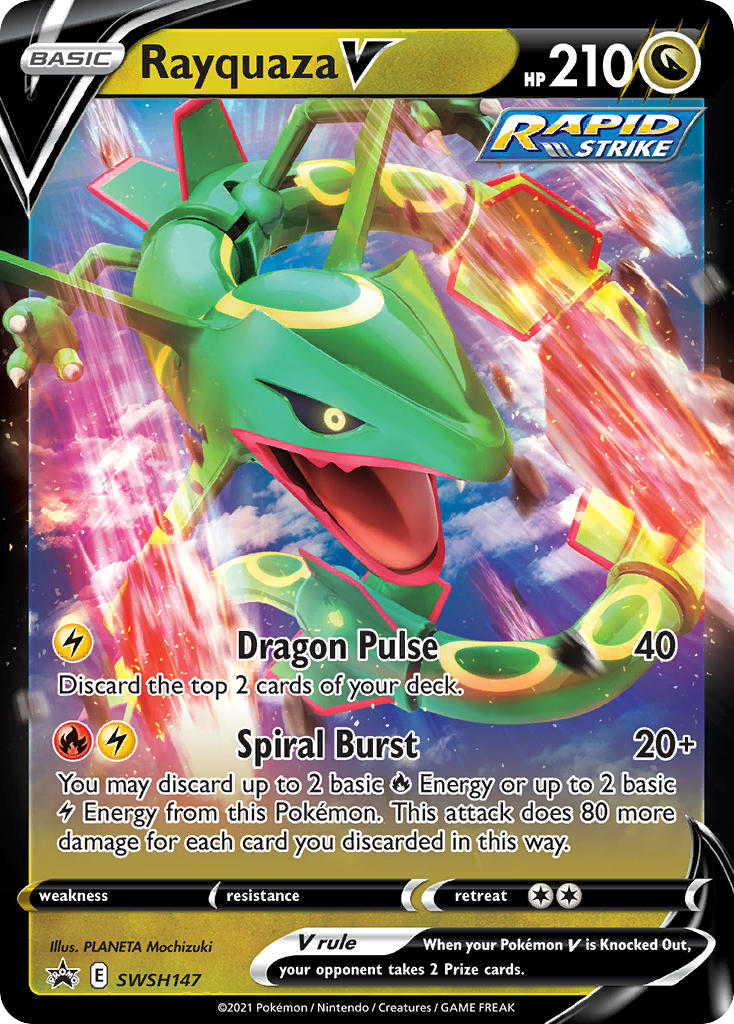 BASIC Rayquaza V HP 210
RAPID
STRIKE
Dragon Pulse 40
Discard the top 2 cards of your deck.
Spiral Burst 20+
You may discard up to 2 basic Energy or up to 2 basic
Energy from this Pokémon. This attack does 80 more
damage for each card you discarded in this way.
weakness resistance retreat
Illus. PLANETA Mochizuki
V rule When your Pokémon V is Knocked Out,
your opponent takes 2 Prize cards.
PROMO E SWSH147
©2021 Pokémon / Nintendo / Creatures / GAME FREAK